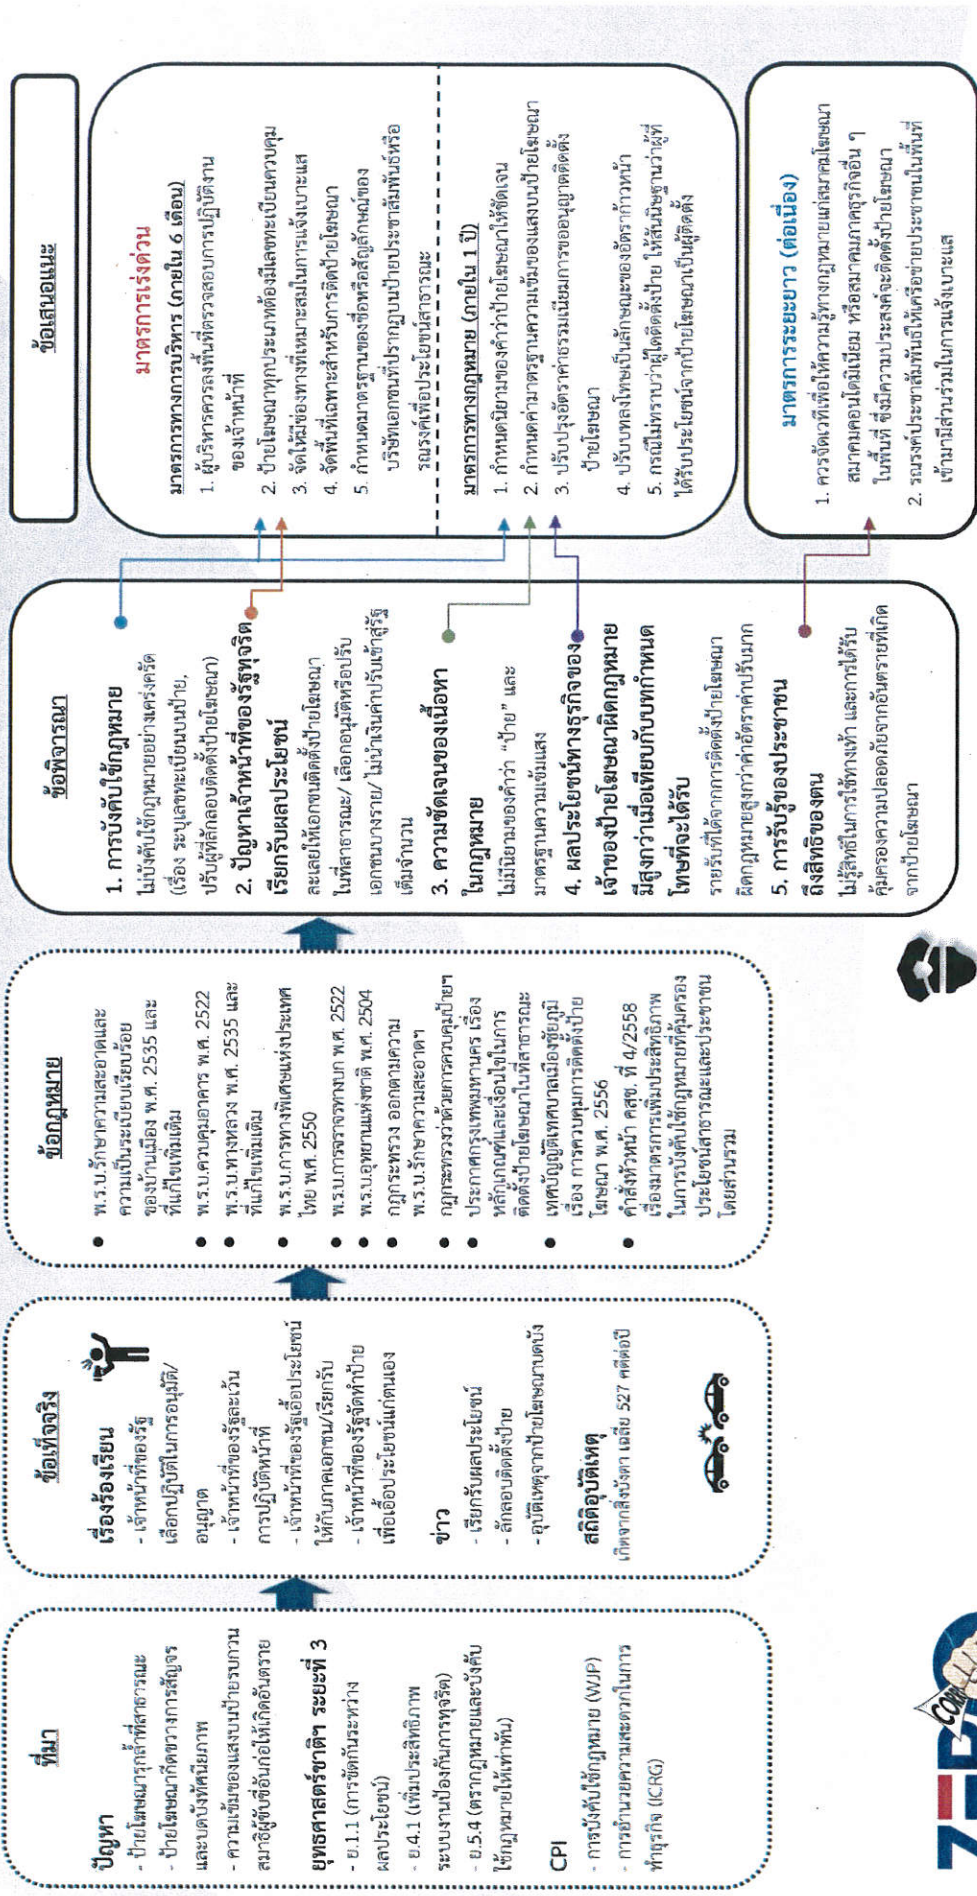 ที่มา
ปัญหา
- ป้ายโฆษณารุกล้ำที่สาธารณะ
- ป้ายโฆษณากีดขวางการสัญจร
และบดบังทัศนียภาพ
- ความเข้มของแสงบนป้ายรบกวน
สมาธิผู้ขับขี่อันก่อให้เกิดอันตราย
ยุทธศาสตร์ชาติฯ ระยะที่ 3
- ย.1.1 (การขัดกันระหว่าง
ผลประโยชน์)
- ย.4.1 (เพิ่มประสิทธิภาพ
ระบบงานป้องกันการทุจริต)
- ย.5.4 (ตรากฎหมายและบังคับ
ใช้กฎหมายให้เท่าทัน)
CPI
- การบังคับใช้กฎหมาย (WJP)
- การอำนวยความสะดวกในการ
ทำธุรกิจ (ICRG)
ข้อเท็จจริง
เรื่องร้องเรียน
- เจ้าหน้าที่ของรัฐ
เลือกปฏิบัติในการอนุมัติ/
อนุญาต
- เจ้าหน้าที่ของรัฐละเว้น
การปฏิบัติหน้าที่
- เจ้าหน้าที่ของรัฐเอื้อประโยชน์
ให้กับภาคเอกชน/เรียกรับ
- เจ้าหน้าที่ของรัฐจัดทำป้าย
เพื่อเอื้อประโยชน์แก่ตนเอง
ข่าว
- เรียกรับผลประโยชน์
- ลักลอบติดตั้งป้าย
-อุบัติเหตุจากป้ายโฆษณาบดบัง
สถิติอุบัติเหตุ
เกิดจากสิ่งบังตา เฉลี่ย 527 คดีต่อปี
ข้อกฎหมาย
● พ.ร.บ.รักษาความสะอาดและ
ความเป็นระเบียบเรียบร้อย
ของบ้านเมือง พ.ศ. 2535 และ
ที่แก้ไขเพิ่มเติม
● พ.ร.บ.ควบคุมอาคาร พ.ศ. 2522
● พ.ร.บ.ทางหลวง พ.ศ. 2535 และ
ที่แก้ไขเพิ่มเติม
● พ.ร.บ.การทางพิเศษแห่งประเทศ
ไทย พ.ศ. 2550
● พ.ร.บ.การจราจรทางบก พ.ศ. 2522
● พ.ร.บ.อุทยานแห่งชาติ พ.ศ. 2504
● กฎกระทรวง ออกตามความ
พ.ร.บ.รักษาความสะอาดฯ
● กฎกระทรวงว่าด้วยการควบคุมป้ายฯ
● ประกาศกรุงเทพมหานคร เรื่อง
หลักเกณฑ์และเงื่อนไขในการ
ติดตั้งป้ายโฆษณาในที่สาธารณะ
● เทศบัญญัติเทศบาลเมืองชัยภูมิ
เรื่อง การควบคุมการติดตั้งป้าย
โฆษณา พ.ศ. 2556
● คำสั่งหัวหน้า คสช. ที่ 4/2558
เรื่องมาตรการเพิ่มประสิทธิภาพ
ในการบังคับใช้กฎหมายที่คุ้มครอง
ประโยชน์สาธารณะและประชาชน
โดยส่วนรวม
ข้อพิจารณา
1. การบังคับใช้กฎหมาย
ไม่บังคับใช้กฎหมายอย่างเคร่งครัด
(เรื่อง ระบุเลขทะเบียนบนป้าย,
ปรับผู้ที่ลักลอบติดตั้งป้ายโฆษณา)
2. ปัญหาเจ้าหน้าที่ของรัฐทุจริต
เรียกรับผลประโยชน์
ละเลยให้เอกชนติดตั้งป้ายโฆษณา
ในที่สาธารณะ/ เลือกอนุมัติหรือปรับ
เอกชนบางราย/ ไม่นำเงินค่าปรับเข้าสู่รัฐ
เต็มจำนวน
3. ความชัดเจนของเนื้อหา
ในกฎหมาย
ไม่มีนิยามของคำว่า “ป้าย” และ
มาตรฐานความเข้มแสง
4. ผลประโยชน์ทางธุรกิจของ
เจ้าของป้ายโฆษณาผิดกฎหมาย
มีสูงกว่าเมื่อเทียบกับบทกำหนด
โทษที่จะได้รับ
รายรับที่ได้จากการติดตั้งป้ายโฆษณา
ผิดกฎหมายสูงกว่าค่าอัตราค่าปรับมาก
5. การรับรู้ของประชาชน
ถึงสิทธิของตน
ไม่รู้สิทธิในการใช้ทางเท้า และการได้รับ
คุ้มครองความปลอดภัยจากอันตรายที่เกิด
จากป้ายโฆษณา
ข้อเสนอแนะ
มาตรการเร่งด่วน
มาตรการทางการบริหาร (ภายใน 6 เดือน)
1. ผู้บริหารควรลงพื้นที่ตรวจสอบการปฏิบัติงาน
ของเจ้าหน้าที่
2. ป้ายโฆษณาทุกประเภทต้องมีเลขทะเบียนควบคุม
3. จัดให้มีช่องทางที่เหมาะสมในการแจ้งเบาะแส
4. จัดพื้นที่เฉพาะสำหรับการติดป้ายโฆษณา
5. กำหนดมาตรฐานของชื่อหรือสัญลักษณ์ของ
บริษัทเอกชนที่ปรากฏบนป้ายประชาสัมพันธ์หรือ
รณรงค์เพื่อประโยชน์สาธารณะ
มาตรการทางกฎหมาย (ภายใน 1 ปี)
1. กำหนดนิยามของคำว่าป้ายโฆษณาให้ชัดเจน
2. กำหนดค่ามาตรฐานความเข้มของแสงบนป้ายโฆษณา
3. ปรับปรุงอัตราค่าธรรมเนียมการขออนุญาตติดตั้ง
ป้ายโฆษณา
4. ปรับบทลงโทษเป็นลักษณะของอัตราก้าวหน้า
5. กรณีไม่ทราบว่าผู้ใดติดตั้งป้าย ให้สันนิษฐานว่าผู้ที่
ได้รับประโยชน์จากป้ายโฆษณาเป็นผู้ติดตั้ง
มาตรการระยะยาว (ต่อเนื่อง)
1. ควรจัดเวทีเพื่อให้ความรู้ทางกฎหมายแก่สมาคมโฆษณา
สมาคมคอนโดมิเนียม หรือสมาคมภาคธุรกิจอื่น ๆ
ในพื้นที่ ซึ่งมีความประสงค์จะติดตั้งป้ายโฆษณา
2. รณรงค์ประชาสัมพันธ์ให้เครือข่ายประชาชนในพื้นที่
เข้ามามีส่วนร่วมในการแจ้งเบาะแส